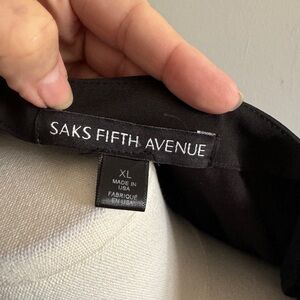 SAKS FIFTH AVENUE
XL
MADE IN
USA
FABRIQUÉ
EN USA